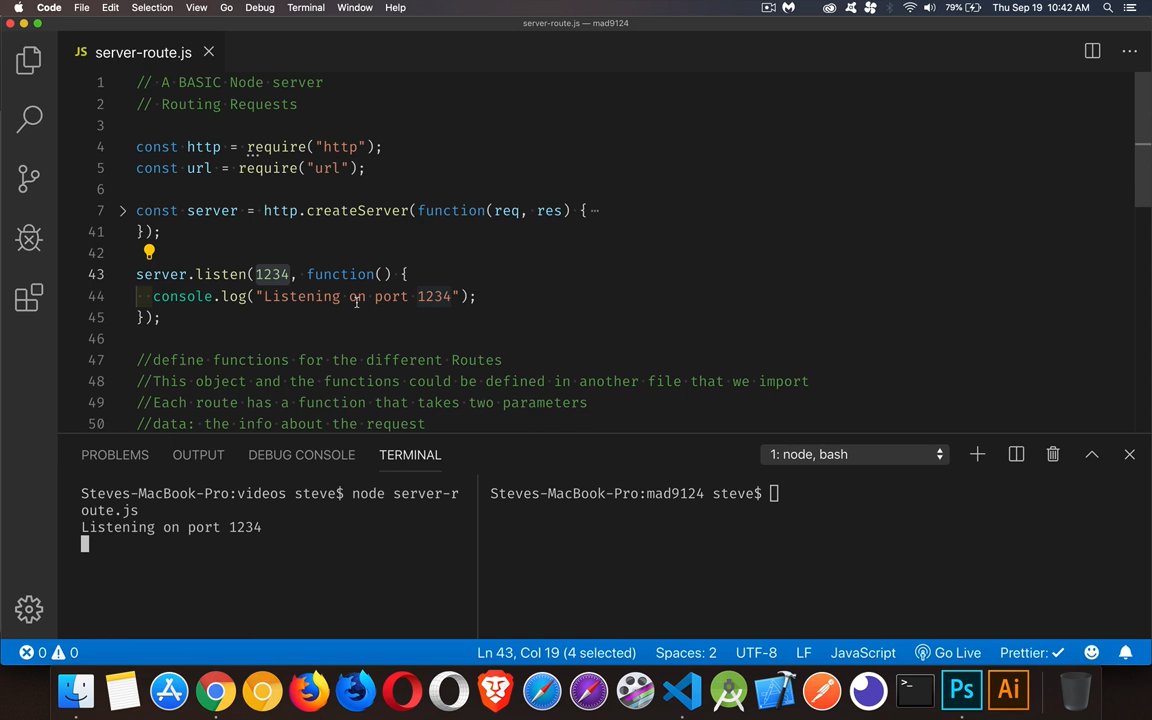 Code File Edit Selection View Go Debug Terminal Window Help 79% Thu Sep 19 10:42 AM
server-route.js — mad9124
JS server-route.js
1 // A BASIC Node server
2 // Routing Requests
3
4 const http = require("http");
5 const url = require("url");
6
7 const server = http.createServer(function(req, res) {
41 });
42
43 server.listen(1234, function() {
44 console.log("Listening on port 1234");
45 });
46
47 //define functions for the different Routes
48 //This object and the functions could be defined in another file that we import
49 //Each route has a function that takes two parameters
50 //data: the info about the request
PROBLEMS OUTPUT DEBUG CONSOLE TERMINAL 1: node, bash
Steves-MacBook-Pro:videos steve$ node server-r
oute.js
Listening on port 1234
Steves-MacBook-Pro:mad9124 steve$
0 0 Ln 43, Col 19 (4 selected) Spaces: 2 UTF-8 LF JavaScript Go Live Prettier: ✓
Ps Ai